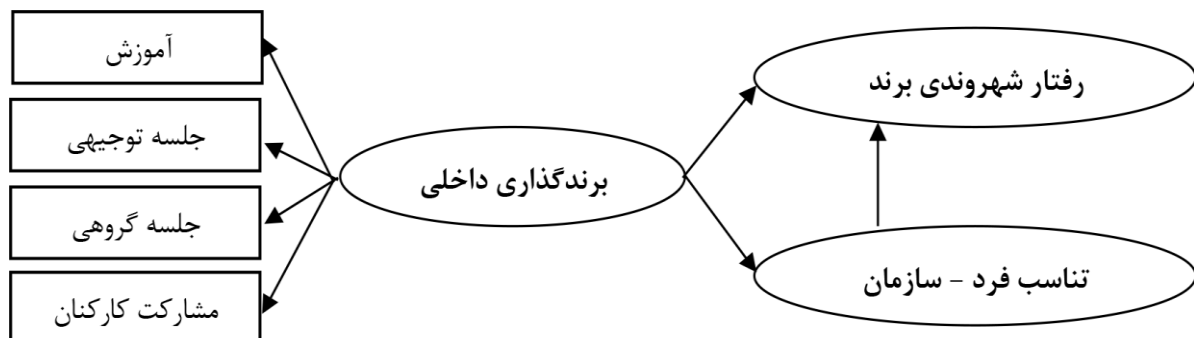 آموزش
جلسه توجیهی
جلسه گروهی
مشارکت کارکنان
برندگذاری داخلی
رفتار شهروندی برند
تناسب فرد - سازمان